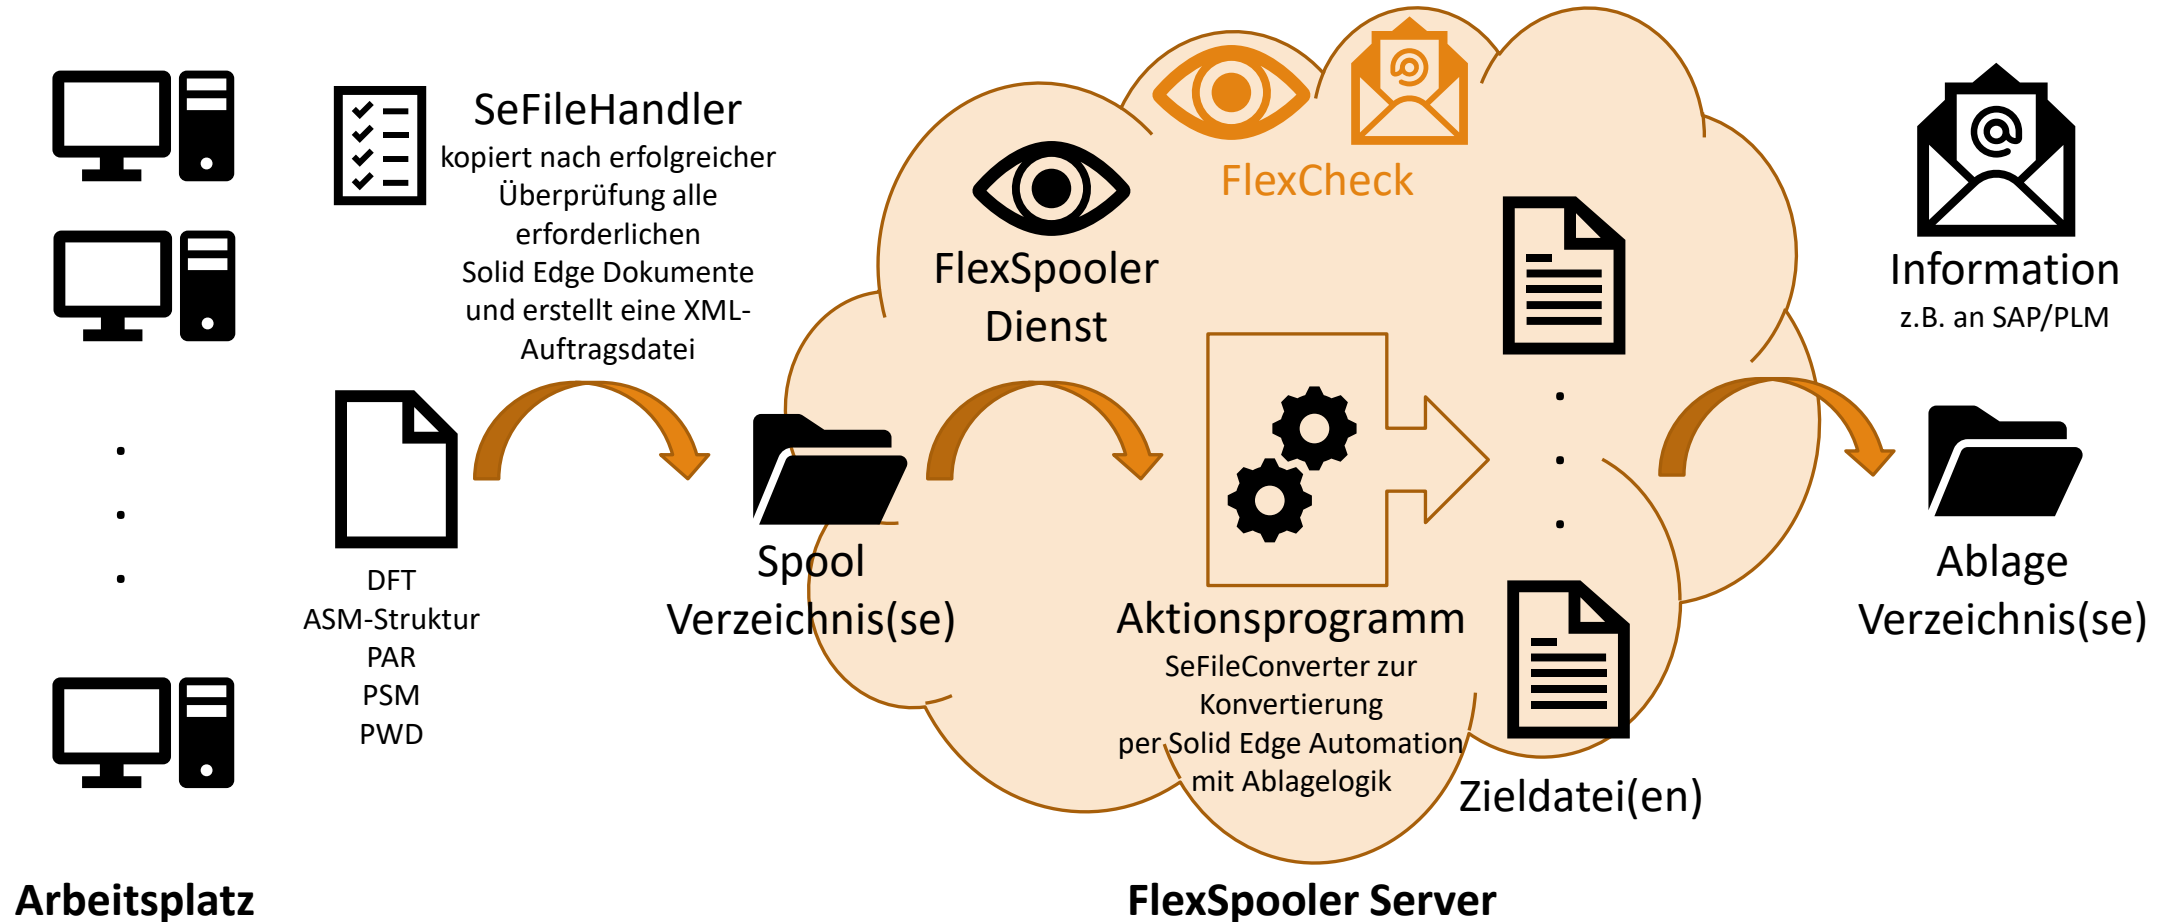 SeFileHandler
kopiert nach erfolgreicher
Überprüfung alle
erforderlichen
Solid Edge Dokumente
und erstellt eine XML-
Auftragsdatei
DFT
ASM-Struktur
PAR
PSM
PWD
Arbeitsplatz
Spool
Verzeichnis(se)
FlexSpooler
Dienst
FlexCheck
Aktionsprogramm
SeFileConverter zur
Konvertierung
per Solid Edge Automation
mit Ablagelogik
Zieldatei(en)
FlexSpooler Server
Information
z.B. an SAP/PLM
Ablage
Verzeichnis(se)